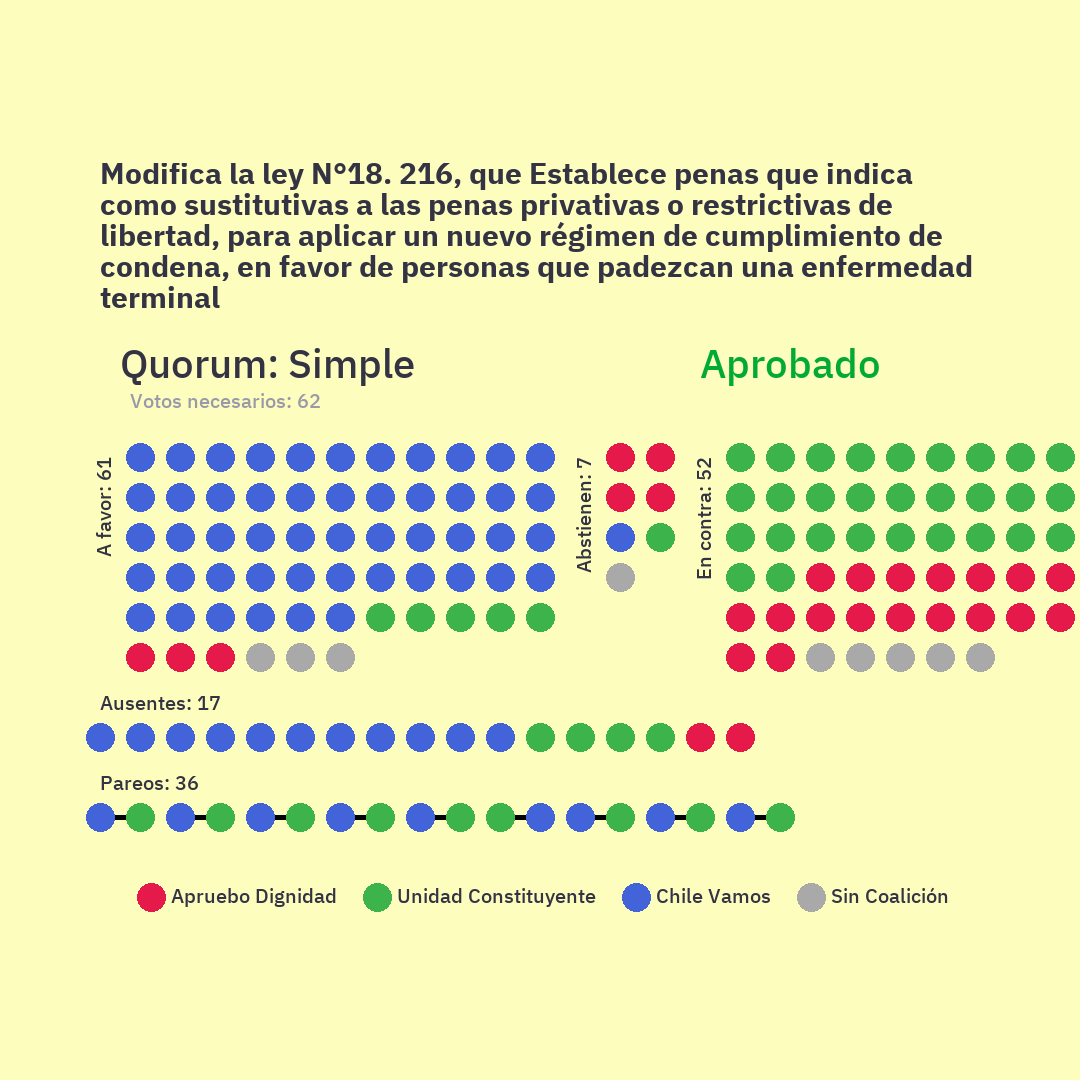 Modifica la ley N°18. 216, que Establece penas que indica
como sustitutivas a las penas privativas o restrictivas de
libertad, para aplicar un nuevo régimen de cumplimiento de
condena, en favor de personas que padezcan una enfermedad
terminal
Quorum: Simple
Aprobado
Votos necesarios: 62
A favor: 61
Abstienen: 7
En contra: 52
Ausentes: 17
Pareos: 36
Apruebo Dignidad
Unidad Constituyente
Chile Vamos
Sin Coalición